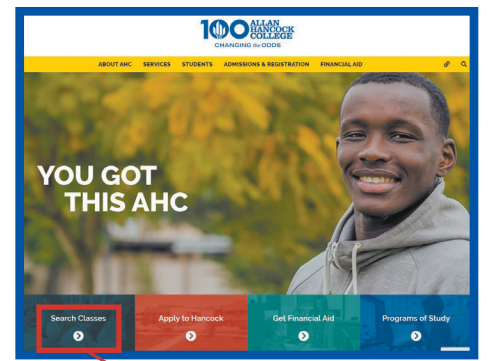 100 ALLAN
HANCOCK
COLLEGE
CHANGING the ODDS
ABOUT AHC SERVICES STUDENTS ADMISSIONS & REGISTRATION FINANCIAL AID
YOU GOT
THIS AHC
Search Classes Apply to Hancock Get Financial Aid Programs of Study